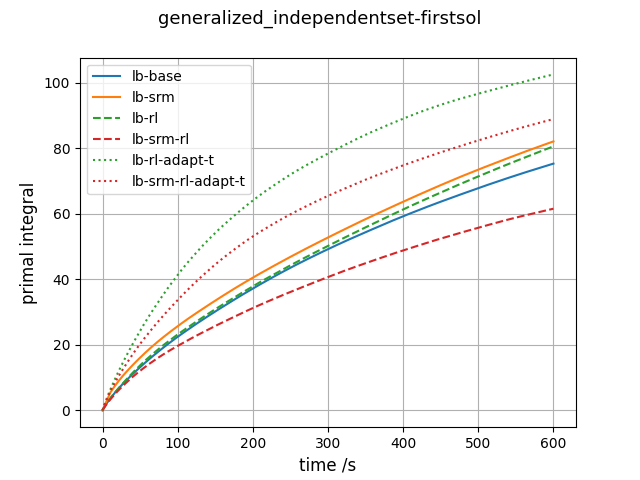 generalized_independentset-firstsol
lb-base
lb-srm
lb-rl
lb-srm-rl
lb-rl-adapt-t
lb-srm-rl-adapt-t
primal integral
100
80
60
40
20
0
0 100 200 300 400 500 600
time /s